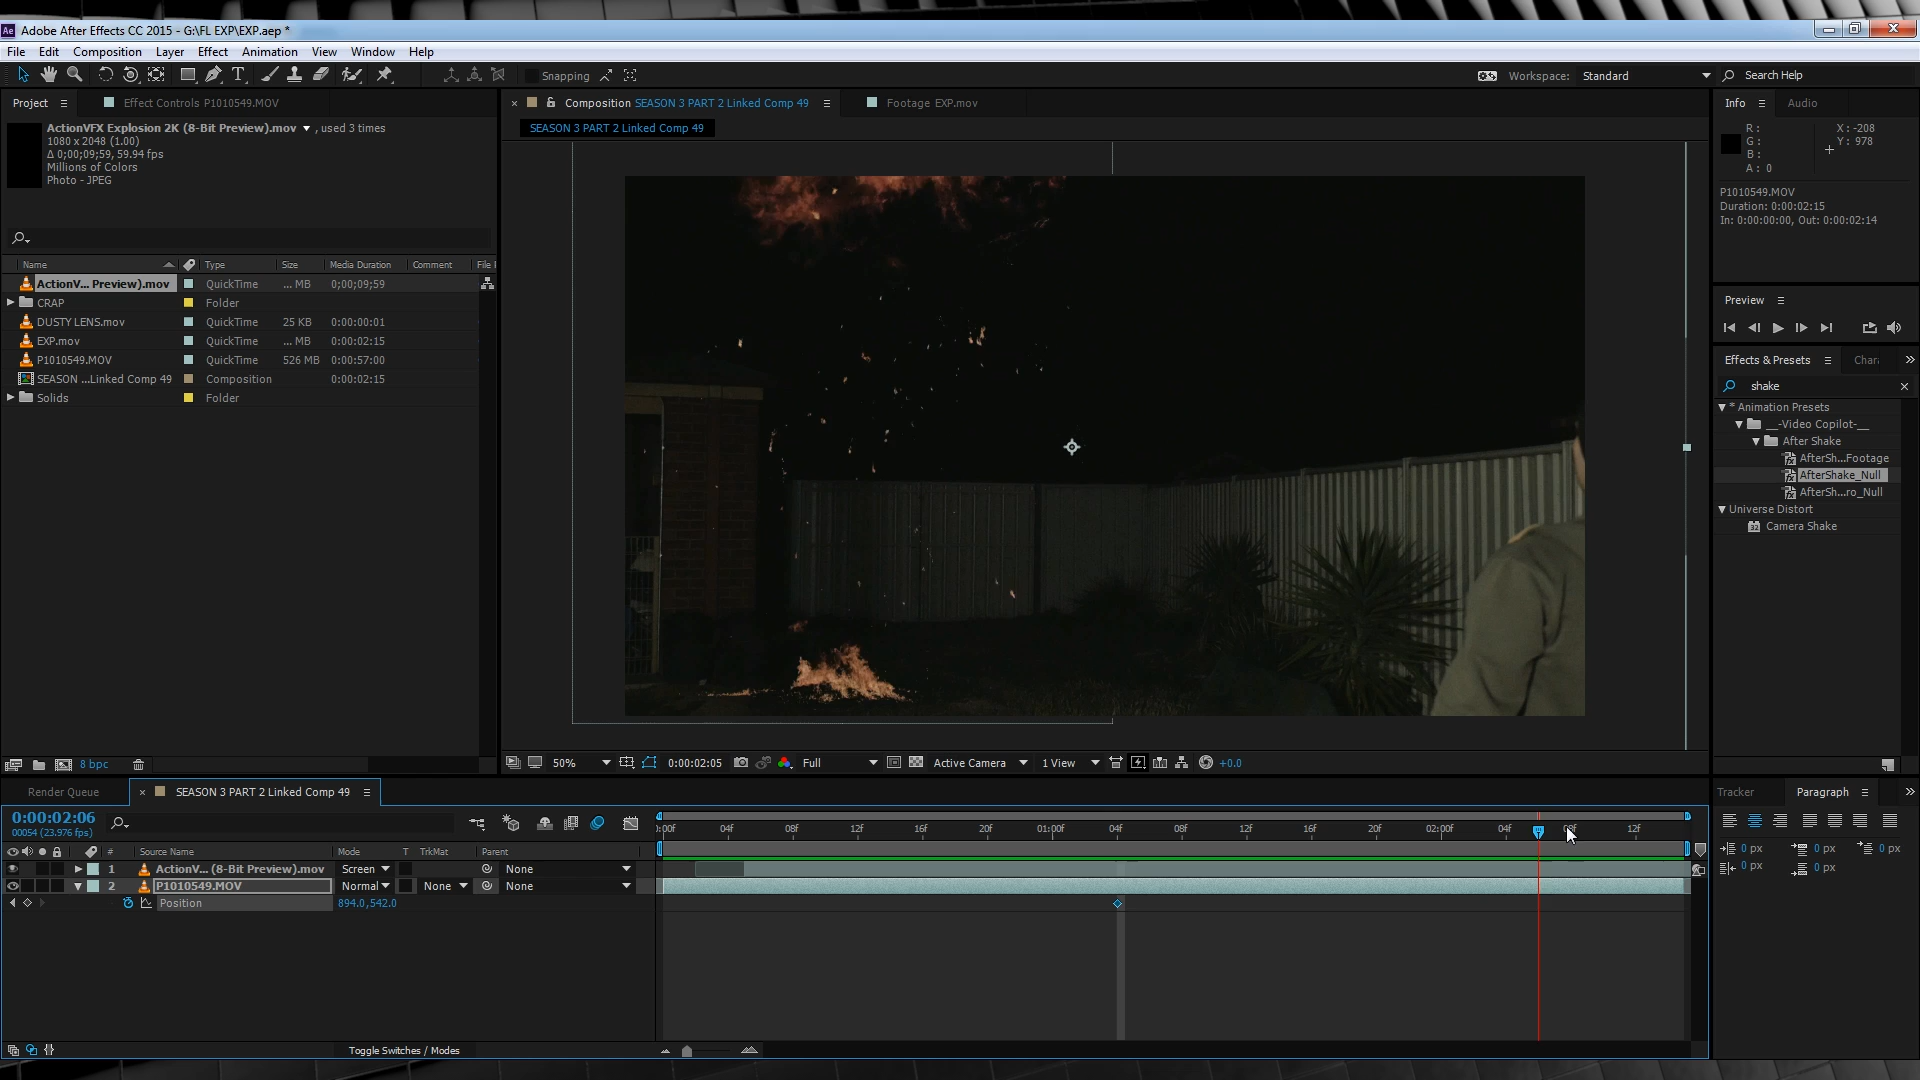 Adobe After Effects CC 2015 - G:\FL EXP\EXP.aep *
File Edit Composition Layer Effect Animation View Window Help
Snapping
Workspace: Standard
Search Help
Project
Effect Controls P1010549.MOV
Composition SEASON 3 PART 2 Linked Comp 49
Footage EXP.mov
Info
Audio
ActionVFX Explosion 2K (8-Bit Preview).mov , used 3 times
1080 x 2048 (1.00)
Δ 0;00;09;59, 59.94 fps
Millions of Colors
Photo - JPEG
SEASON 3 PART 2 Linked Comp 49
R :
G :
B :
A : 0
X : -208
Y : 978
P1010549.MOV
Duration: 0:00:02:15
In: 0:00:00:00, Out: 0:00:02:14
Name Type Size Media Duration Comment File
ActionV... Preview).mov QuickTime ... MB 0;00;09;59
CRAP Folder
DUSTY LENS.mov QuickTime 25 KB 0:00:00:01
EXP.mov QuickTime ... MB 0:00:02:15
P1010549.MOV QuickTime 526 MB 0:00:57:00
SEASON ...Linked Comp 49 Composition 0:00:02:15
Solids Folder
Preview
Effects & Presets
Char
shake
* Animation Presets
__-Video Copilot-__
After Shake
AfterSh...Footage
AfterShake_Null
AfterSh...ro_Null
Universe Distort
Camera Shake
8 bpc
50%
0:00:02:05
Full
Active Camera
1 View
+0.0
Render Queue
SEASON 3 PART 2 Linked Comp 49
Tracker
Paragraph
0:00:02:06
00054 (23.976 fps)
:00f 04f 08f 12f 16f 20f 01:00f 04f 08f 12f 16f 20f 02:00f 04f 08f 12f
# Source Name Mode T TrkMat Parent
1 ActionV... (8-Bit Preview).mov Screen None
2 P1010549.MOV Normal None None
Position 894.0,542.0
0 px 0 px 0 px
0 px 0 px
Toggle Switches / Modes